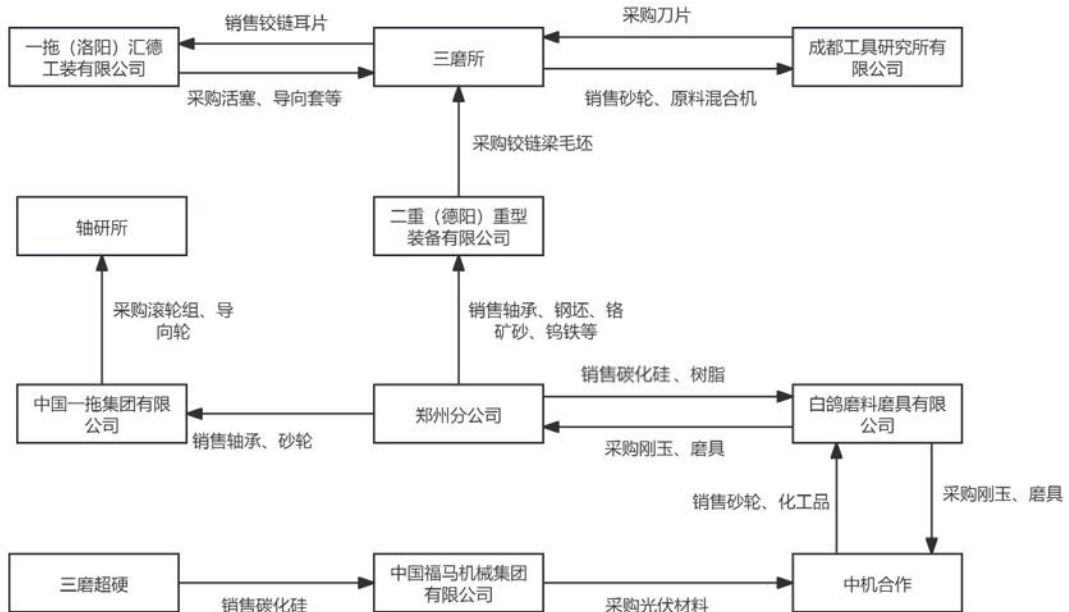 销售铰链耳片
采购刀片
一拖（洛阳）汇德
工装有限公司
三磨所
成都工具研究所有
限公司
采购活塞、导向套等
销售砂轮、原料混合机
采购铰链梁毛坯
轴研所
二重（德阳）重型
装备有限公司
采购滚轮组、导
向轮
销售轴承、钢坯、铬
矿砂、钨铁等
销售碳化硅、树脂
中国一拖集团有限
公司
郑州分公司
白鸽磨料磨具有限
公司
销售轴承、砂轮
采购刚玉、磨具
销售砂轮、化工品
采购刚玉、磨具
三磨超硬
中国福马机械集团
有限公司
中机合作
销售碳化硅
采购光伏材料